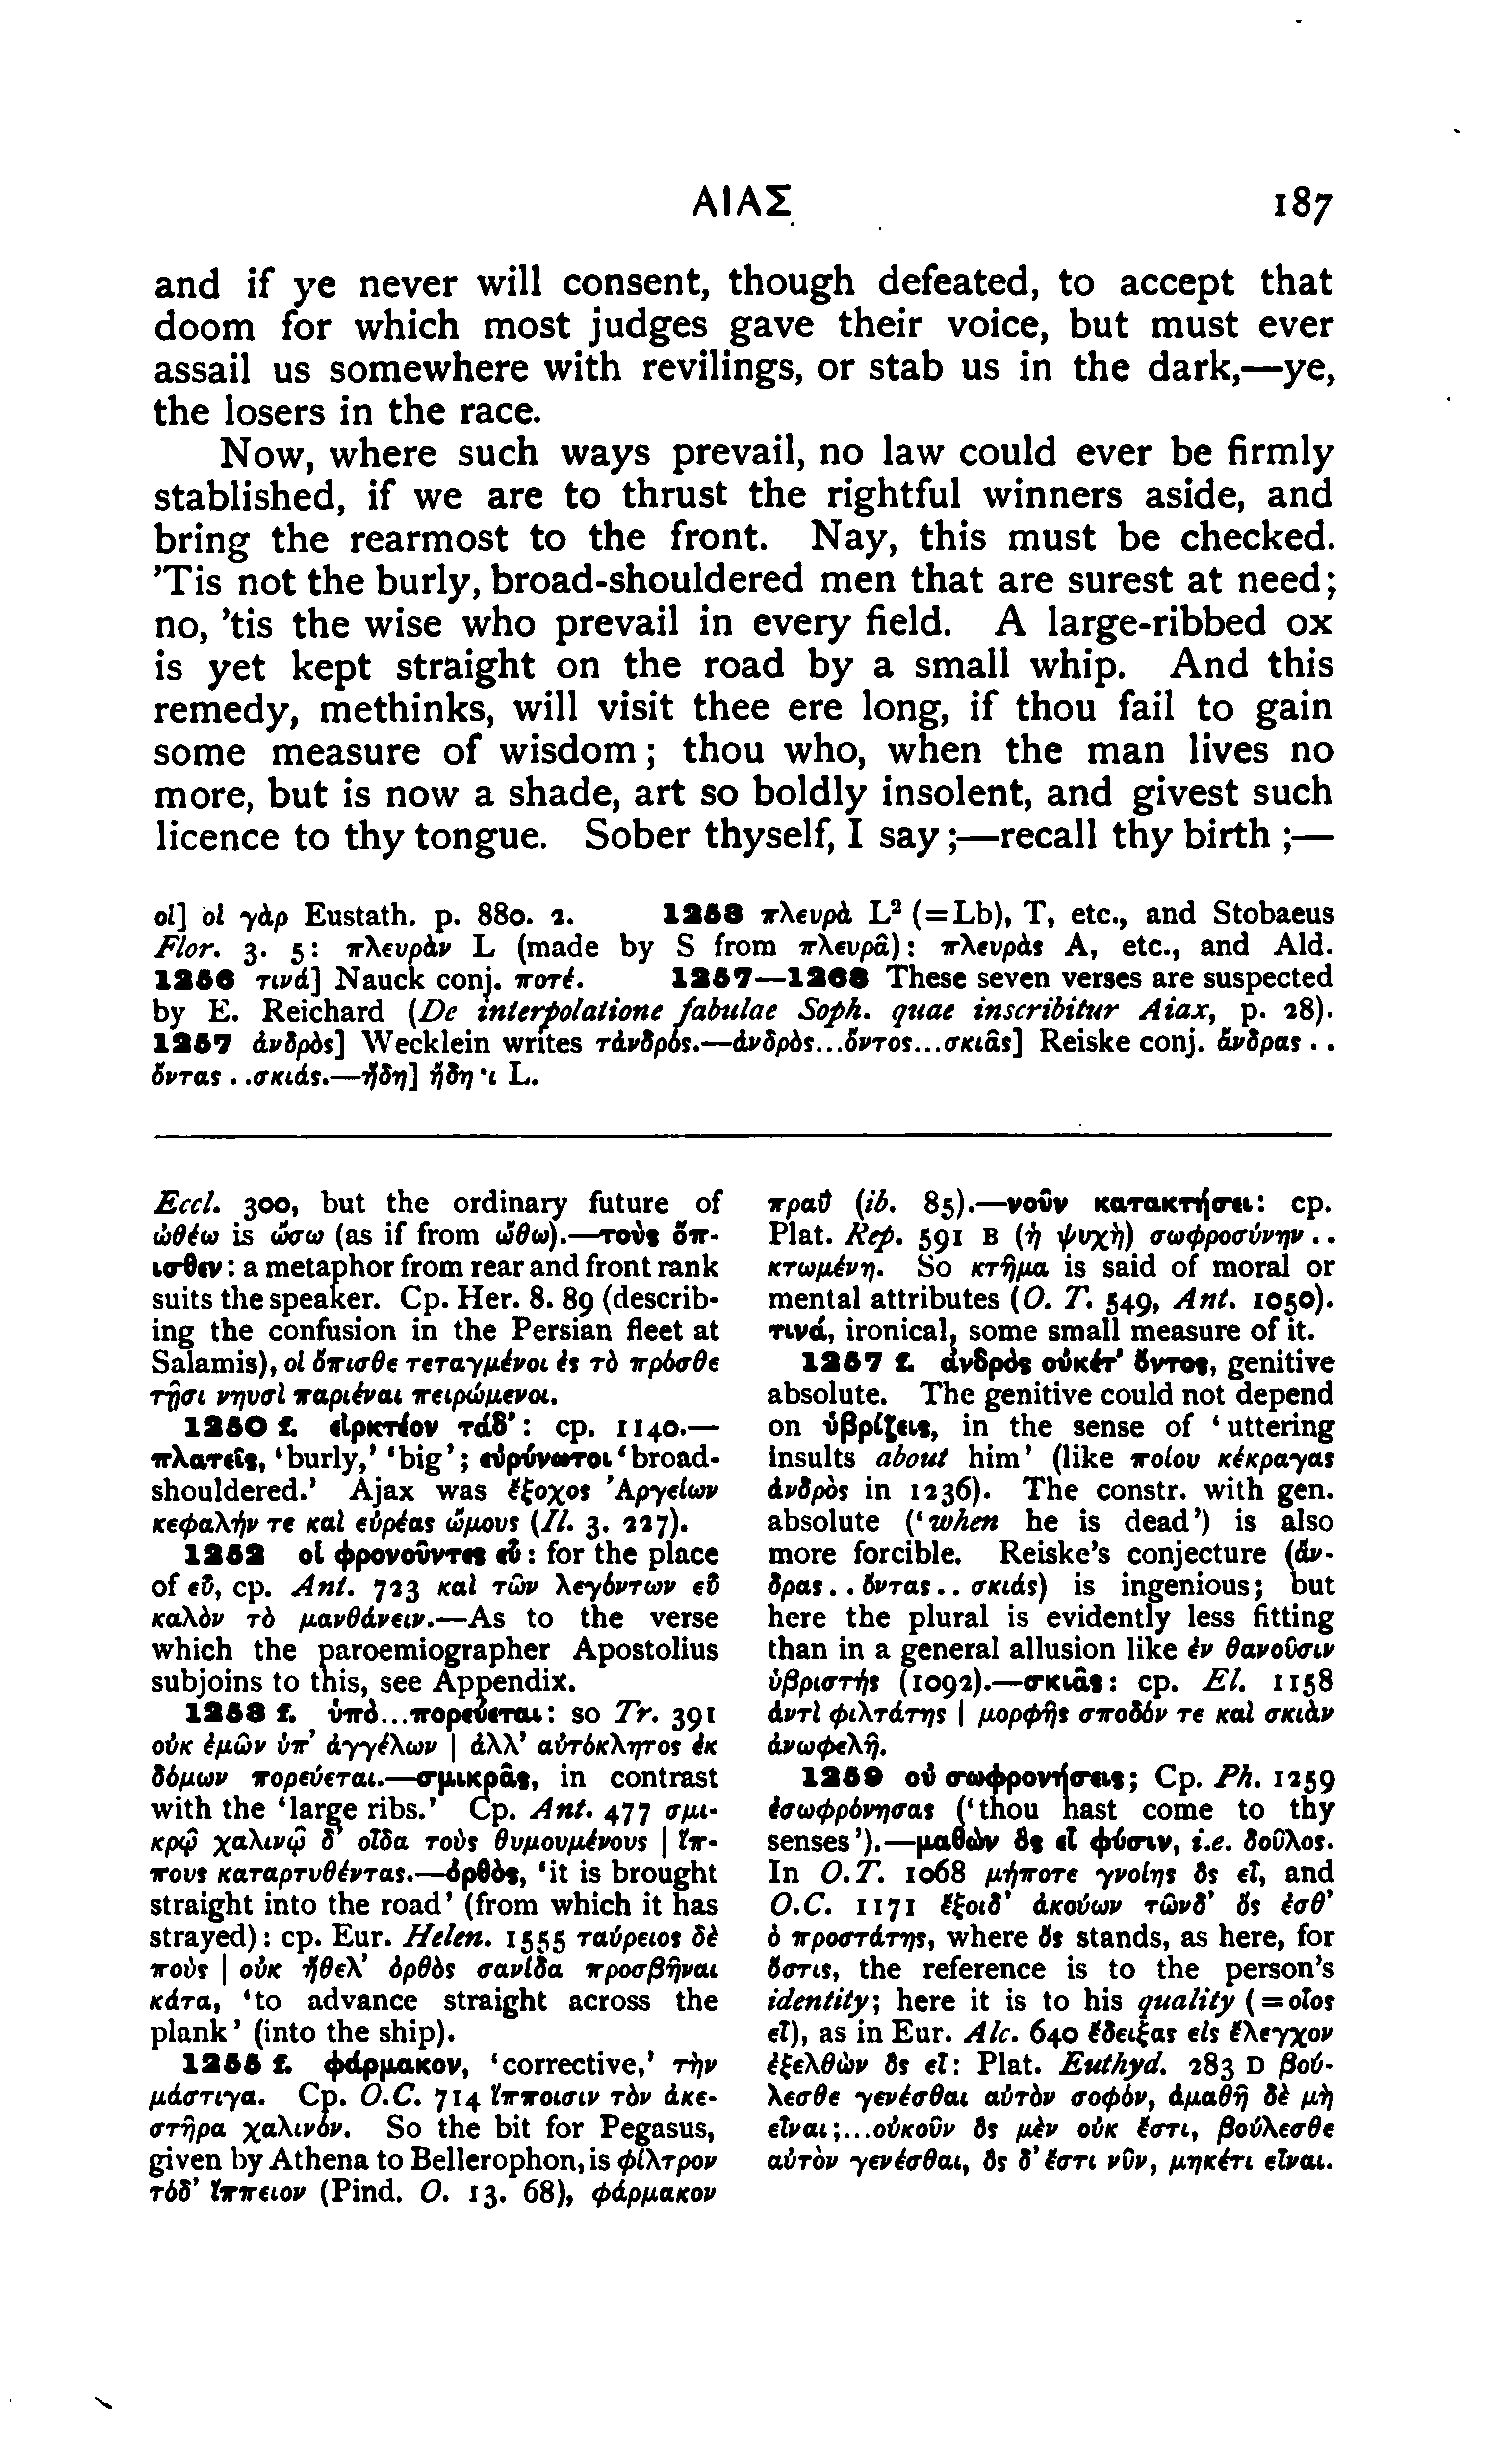 ΑΙΑΣ 187
and if ye never will consent, though defeated, to accept that
doom for which most judges gave their voice, but must ever
assail us somewhere with revilings, or stab us in the dark,—ye,
the losers in the race.
Now, where such ways prevail, no law could ever be firmly
stablished, if we are to thrust the rightful winners aside, and
bring the rearmost to the front. Nay, this must be checked.
'Tis not the burly, broad-shouldered men that are surest at need;
no, 'tis the wise who prevail in every field. A large-ribbed ox
is yet kept straight on the road by a small whip. And this
remedy, methinks, will visit thee ere long, if thou fail to gain
some measure of wisdom; thou who, when the man lives no
more, but is now a shade, art so boldly insolent, and givest such
licence to thy tongue. Sober thyself, I say;—recall thy birth;—
οἱ] οἱ γὰρ Eustath. p. 880. 2. 1253 πλευρὰ L² (=Lb), T, etc., and Stobaeus
Flor. 3. 5: πλευρὰν L (made by S from πλευρᾶ): πλευρὰς A, etc., and Ald.
1256 τινά] Nauck conj. ποτέ. 1257—1263 These seven verses are suspected
by E. Reichard (De interpolatione fabulae Soph. quae inscribitur Aiax, p. 28).
1257 ἀνδρὸς] Wecklein writes τἀνδρός.—ἀνδρὸς...ὄντος...σκιᾶς] Reiske conj. ἄνδρας ..
ὄντας ..σκιάς.—ἤδη] ἤδη 'ι L.
Eccl. 300, but the ordinary future of
ὠθέω is ὤσω (as if from ὤθω).—τοὺς ὄπ-
ισθεν: a metaphor from rear and front rank
suits the speaker. Cp. Her. 8. 89 (describ-
ing the confusion in the Persian fleet at
Salamis), οἱ ὄπισθε τεταγμένοι ἐς τὸ πρόσθε
τῇσι νηυσὶ παριέναι πειρώμενοι.
1250 f. εἰρκτέον τάδ': cp. 1140.—
πλατεῖς, 'burly,' 'big'; εὐρύνωτοι 'broad-
shouldered.' Ajax was ἔξοχος Ἀργείων
κεφαλήν τε καὶ εὐρέας ὤμους (Il. 3. 227).
1252 οἱ φρονοῦντες εὖ: for the place
of εὖ, cp. Ant. 723 καὶ τῶν λεγόντων εὖ
καλὸν τὸ μανθάνειν.—As to the verse
which the paroemiographer Apostolius
subjoins to this, see Appendix.
1253 f. ὑπὸ...πορεύεται: so Tr. 391
οὐκ ἐμῶν ὑπ' ἀγγέλων | ἀλλ' αὐτόκλητος ἐκ
δόμων πορεύεται.—σμικρᾶς, in contrast
with the 'large ribs.' Cp. Ant. 477 σμι-
κρῷ χαλινῷ δ' οἶδα τοὺς θυμουμένους | ἵπ-
πους καταρτυθέντας.—ὀρθὸς, 'it is brought
straight into the road' (from which it has
strayed): cp. Eur. Helen. 1555 ταύρειος δὲ
ποὺς | οὐκ ἤθελ' ὀρθὸς σανίδα προσβῆναι
κάτα, 'to advance straight across the
plank' (into the ship).
1255 f. φάρμακον, 'corrective,' τὴν
μάστιγα. Cp. O.C. 714 ἵπποισιν τὸν ἀκε-
στῆρα χαλινόν. So the bit for Pegasus,
given by Athena to Bellerophon, is φίλτρον
τόδ' ἵππειον (Pind. O. 13. 68), φάρμακον
πραΰ (ib. 85).—νοῦν κατακτήσει: cp.
Plat. Rep. 591 B (ἡ ψυχὴ) σωφροσύνην ..
κτωμένη. So κτῆμα is said of moral or
mental attributes (O. T. 549, Ant. 1050).
τινά, ironical, some small measure of it.
1257 f. ἀνδρὸς οὐκέτ' ὄντος, genitive
absolute. The genitive could not depend
on ὑβρίζεις, in the sense of 'uttering
insults about him' (like ποίου κέκραγας
ἀνδρὸς in 1236). The constr. with gen.
absolute ('when he is dead') is also
more forcible. Reiske's conjecture (ἄν-
δρας..ὄντας.. σκιάς) is ingenious; but
here the plural is evidently less fitting
than in a general allusion like ἐν θανοῦσιν
ὑβριστής (1092).—σκιᾶς: cp. El. 1158
ἀντὶ φιλτάτης | μορφῆς σποδόν τε καὶ σκιὰν
ἀνωφελῆ.
1259 οὐ σωφρονήσεις; Cp. Ph. 1259
ἐσωφρόνησας ('thou hast come to thy
senses').—μαθὼν ὃς εἶ φύσιν, i.e. δοῦλος.
In O.T. 1068 μήποτε γνοίης ὃς εἶ, and
O.C. 1171 ἔξοιδ' ἀκούων τῶνδ' ὅς ἐσθ'
ὁ προστάτης, where ὅς stands, as here, for
ὅστις, the reference is to the person's
identity; here it is to his quality (=οἷος
εἶ), as in Eur. Alc. 640 ἔδειξας εἰς ἔλεγχον
ἐξελθὼν ὃς εἶ: Plat. Euthyd. 283 D βού-
λεσθε γενέσθαι αὐτὸν σοφόν, ἀμαθῆ δὲ μὴ
εἶναι;...οὐκοῦν ὃς μὲν οὐκ ἔστι, βούλεσθε
αὐτὸν γενέσθαι, ὃς δ' ἔστι νῦν, μηκέτι εἶναι.